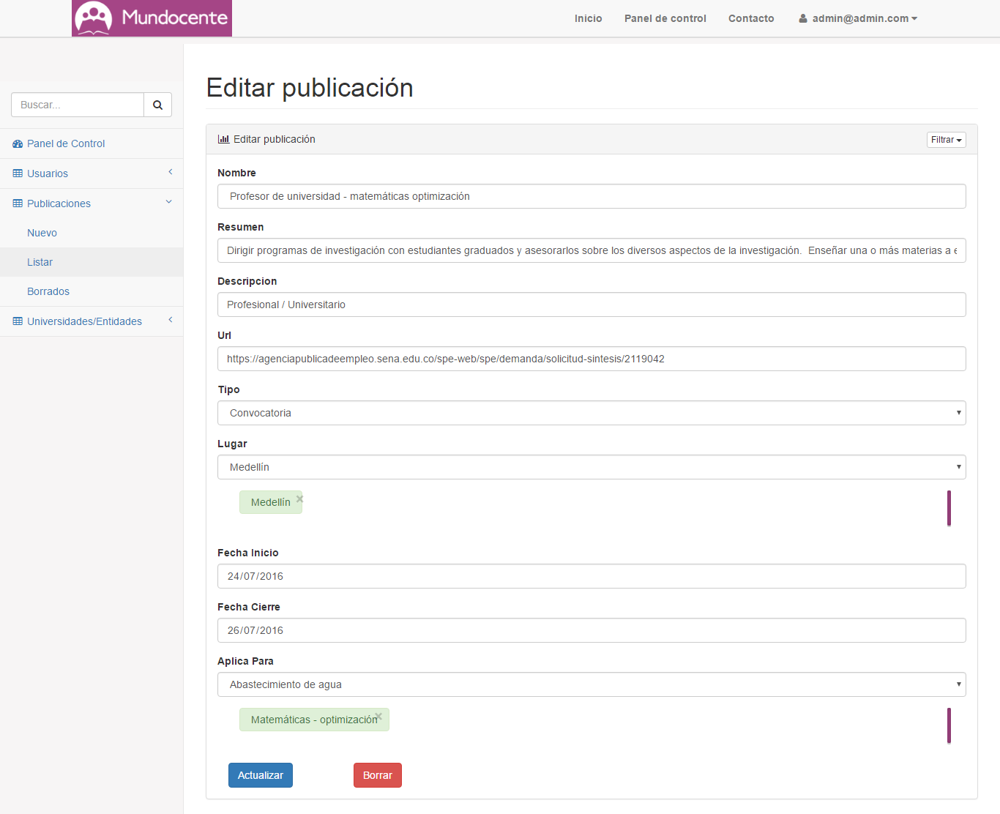 Mundocente
Inicio Panel de control Contacto admin@admin.com
Buscar...
Panel de Control
Usuarios
Publicaciones
Nuevo
Listar
Borrados
Universidades/Entidades
Editar publicación
Editar publicación Filtrar
Nombre
Profesor de universidad - matemáticas optimización
Resumen
Dirigir programas de investigación con estudiantes graduados y asesorarlos sobre los diversos aspectos de la investigación. Enseñar una o más materias a e
Descripcion
Profesional / Universitario
Url
https://agenciapublicadeempleo.sena.edu.co/spe-web/spe/demanda/solicitud-sintesis/2119042
Tipo
Convocatoria
Lugar
Medellín
Medellín ×
Fecha Inicio
24/07/2016
Fecha Cierre
26/07/2016
Aplica Para
Abastecimiento de agua
Matemáticas - optimización ×
Actualizar Borrar